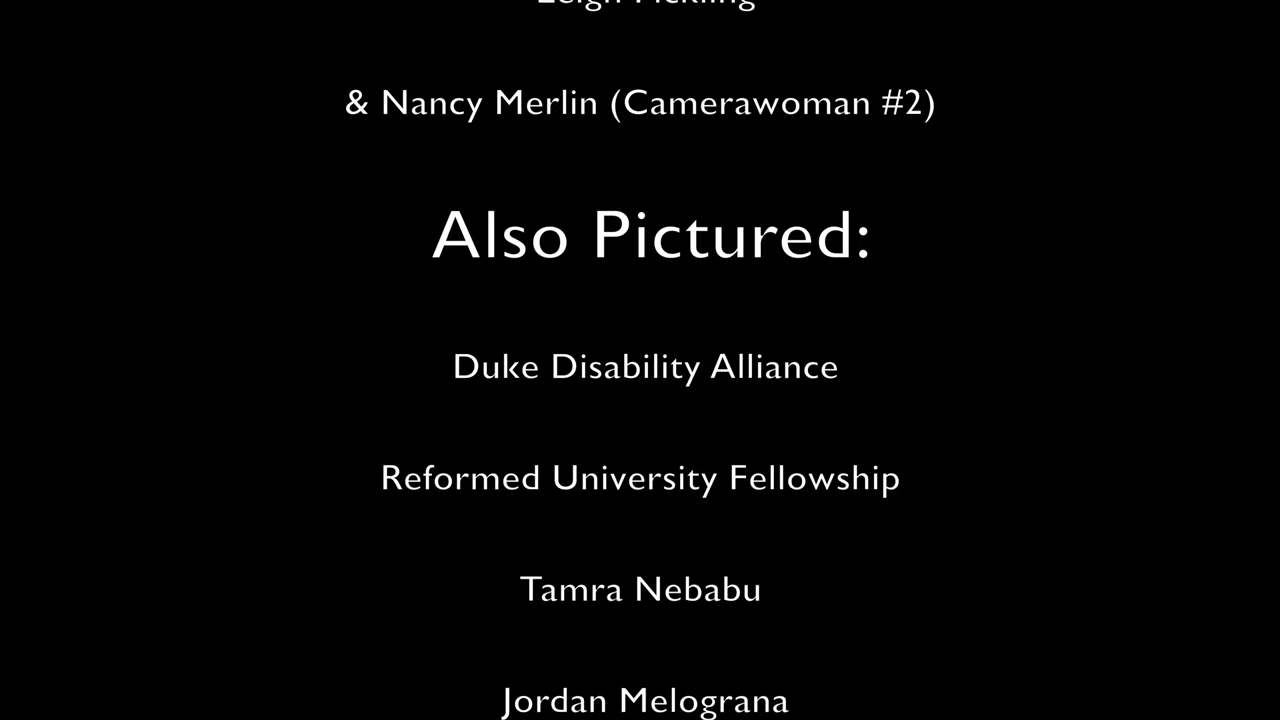 & Nancy Merlin (Camerawoman #2)
Also Pictured:
Duke Disability Alliance
Reformed University Fellowship
Tamra Nebabu
Jordan Melograna